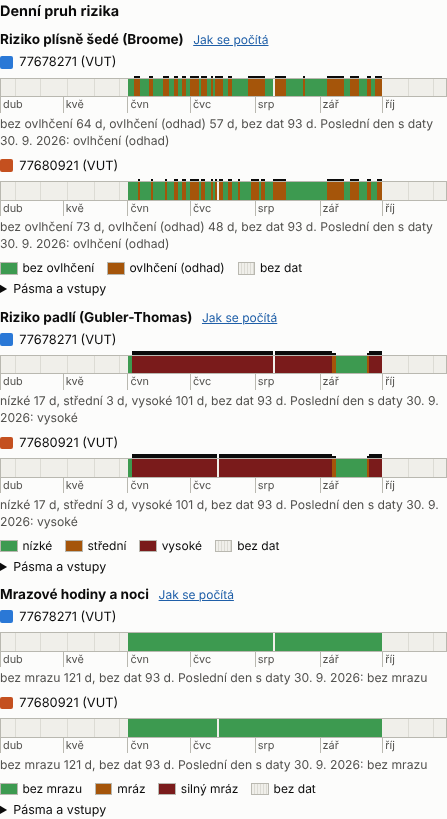 Denní pruh rizika
Riziko plísně šedé (Broome) Jak se počítá
77678271 (VUT)
dub kvě čvn čvc srp zář říj
bez ovlhčení 64 d, ovlhčení (odhad) 57 d, bez dat 93 d. Poslední den s daty
30. 9. 2026: ovlhčení (odhad)
77680921 (VUT)
dub kvě čvn čvc srp zář říj
bez ovlhčení 73 d, ovlhčení (odhad) 48 d, bez dat 93 d. Poslední den s daty
30. 9. 2026: ovlhčení (odhad)
bez ovlhčení ovlhčení (odhad) bez dat
Pásma a vstupy
Riziko padlí (Gubler-Thomas) Jak se počítá
77678271 (VUT)
dub kvě čvn čvc srp zář říj
nízké 17 d, střední 3 d, vysoké 101 d, bez dat 93 d. Poslední den s daty 30. 9.
2026: vysoké
77680921 (VUT)
dub kvě čvn čvc srp zář říj
nízké 17 d, střední 3 d, vysoké 101 d, bez dat 93 d. Poslední den s daty 30. 9.
2026: vysoké
nízké střední vysoké bez dat
Pásma a vstupy
Mrazové hodiny a noci Jak se počítá
77678271 (VUT)
dub kvě čvn čvc srp zář říj
bez mrazu 121 d, bez dat 93 d. Poslední den s daty 30. 9. 2026: bez mrazu
77680921 (VUT)
dub kvě čvn čvc srp zář říj
bez mrazu 121 d, bez dat 93 d. Poslední den s daty 30. 9. 2026: bez mrazu
bez mrazu mráz silný mráz bez dat
Pásma a vstupy